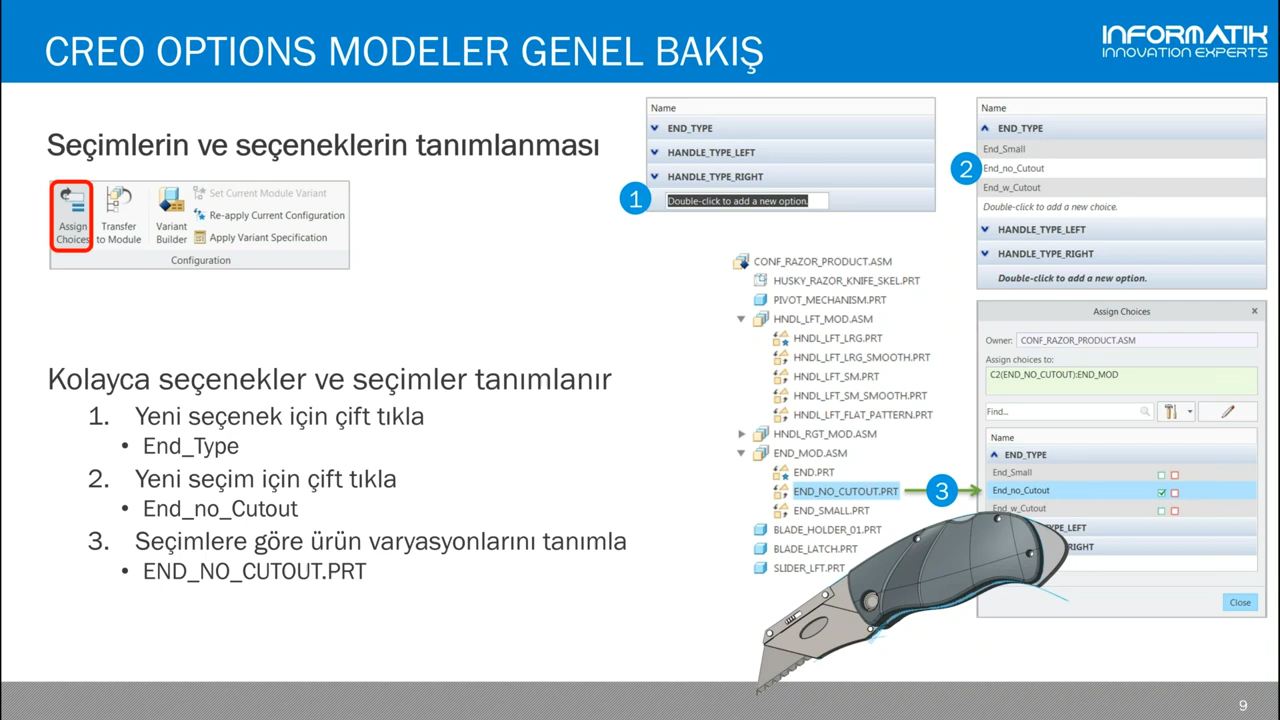 CREO OPTIONS MODELER GENEL BAKIŞ
INFORMATIK
INNOVATION EXPERTS
Seçimlerin ve seçeneklerin tanımlanması
Assign Choices
Transfer to Module
Variant Builder
Set Current Module Variant
Re-apply Current Configuration
Apply Variant Specification
Configuration
Kolayca seçenekler ve seçimler tanımlanır
1. Yeni seçenek için çift tıkla
• End_Type
2. Yeni seçim için çift tıkla
• End_no_Cutout
3. Seçimlere göre ürün varyasyonlarını tanımla
• END_NO_CUTOUT.PRT
Name
END_TYPE
HANDLE_TYPE_LEFT
HANDLE_TYPE_RIGHT
1
Double-click to add a new option.
Name
END_TYPE
End_Small
2
End_no_Cutout
End_w_Cutout
Double-click to add a new choice.
HANDLE_TYPE_LEFT
HANDLE_TYPE_RIGHT
Double-click to add a new option.
CONF_RAZOR_PRODUCT.ASM
HUSKY_RAZOR_KNIFE_SKEL.PRT
PIVOT_MECHANISM.PRT
HNDL_LFT_MOD.ASM
HNDL_LFT_LRG.PRT
HNDL_LFT_LRG_SMOOTH.PRT
HNDL_LFT_SM.PRT
HNDL_LFT_SM_SMOOTH.PRT
HNDL_LFT_FLAT_PATTERN.PRT
HNDL_RGT_MOD.ASM
END_MOD.ASM
END.PRT
END_NO_CUTOUT.PRT
3
END_SMALL.PRT
BLADE_HOLDER_01.PRT
BLADE_LATCH.PRT
SLIDER_LFT.PRT
Assign Choices
Owner: CONF_RAZOR_PRODUCT.ASM
Assign choices to:
C2(END_NO_CUTOUT):END_MOD
Find...
Name
END_TYPE
End_Small
End_no_Cutout
End_w_Cutout
YPE_LEFT
RIGHT
Close
9